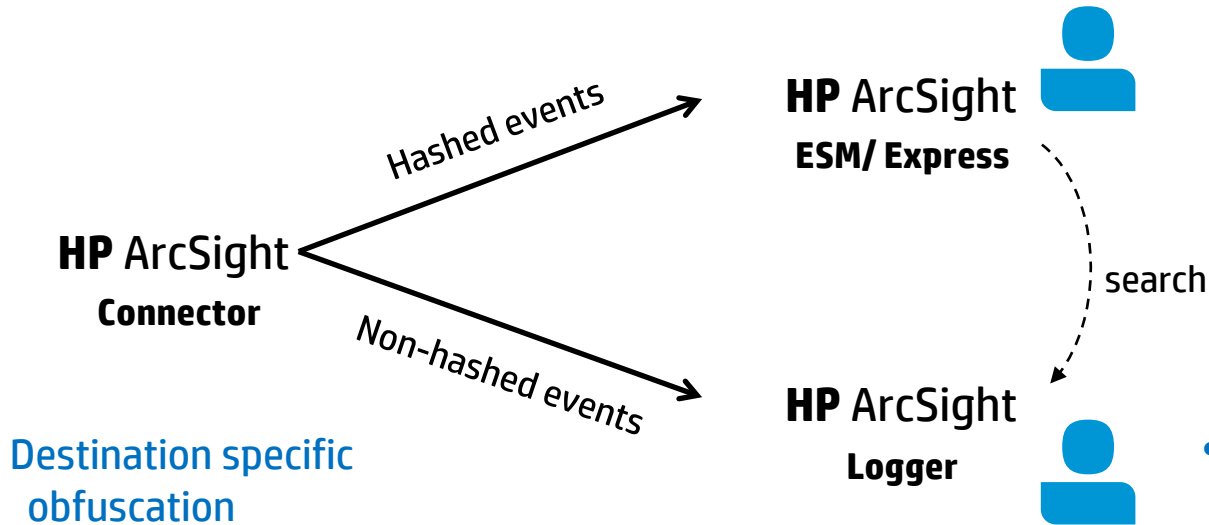 HP ArcSight
ESM/ Express
Hashed events
HP ArcSight
Connector
search
Non-hashed events
HP ArcSight
Logger
Destination specific
obfuscation